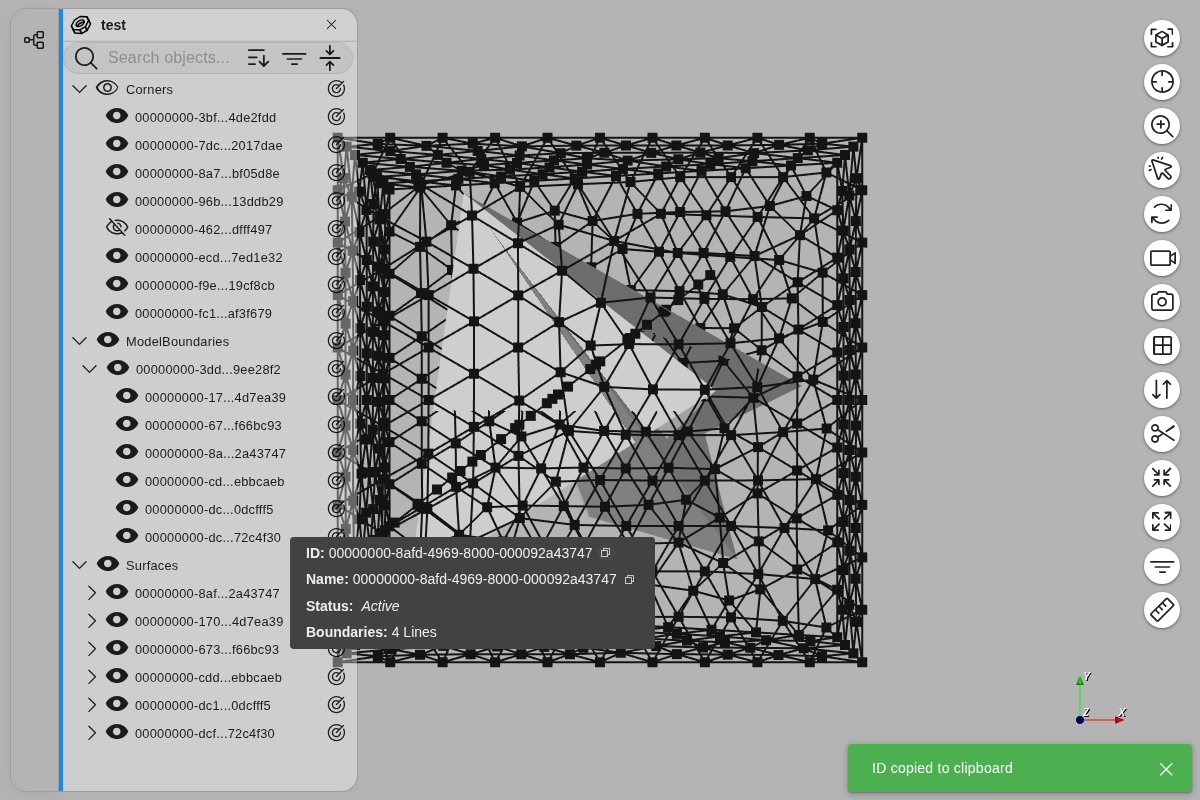 test
Search objects...
Corners
00000000-3bf...4de2fdd
00000000-7dc...2017dae
00000000-8a7...bf05d8e
00000000-96b...13ddb29
00000000-462...dfff497
00000000-ecd...7ed1e32
00000000-f9e...19cf8cb
00000000-fc1...af3f679
ModelBoundaries
00000000-3dd...9ee28f2
00000000-17...4d7ea39
00000000-67...f66bc93
00000000-8a...2a43747
00000000-cd...ebbcaeb
00000000-dc...0dcfff5
00000000-dc...72c4f30
Surfaces
00000000-8af...2a43747
00000000-170...4d7ea39
00000000-673...f66bc93
00000000-cdd...ebbcaeb
00000000-dc1...0dcfff5
00000000-dcf...72c4f30
ID: 00000000-8afd-4969-8000-000092a43747
Name: 00000000-8afd-4969-8000-000092a43747
Status: Active
Boundaries: 4 Lines
Y
Z
X
ID copied to clipboard